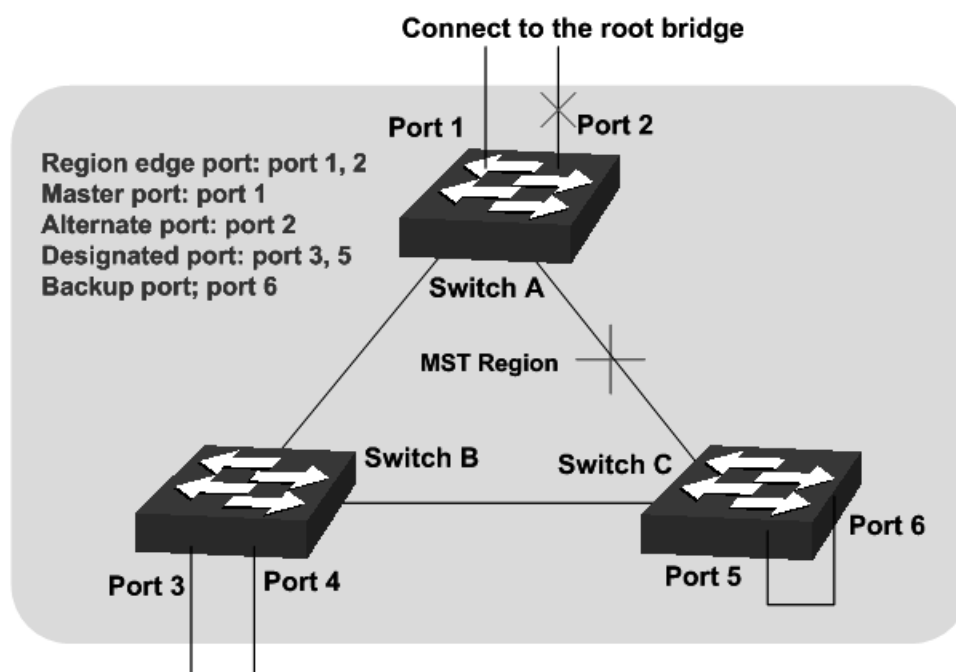 Connect to the root bridge
Port 1
Port 2
Region edge port: port 1, 2
Master port: port 1
Alternate port: port 2
Designated port: port 3, 5
Backup port; port 6
Switch A
MST Region
Switch B
Switch C
Port 6
Port 5
Port 3
Port 4